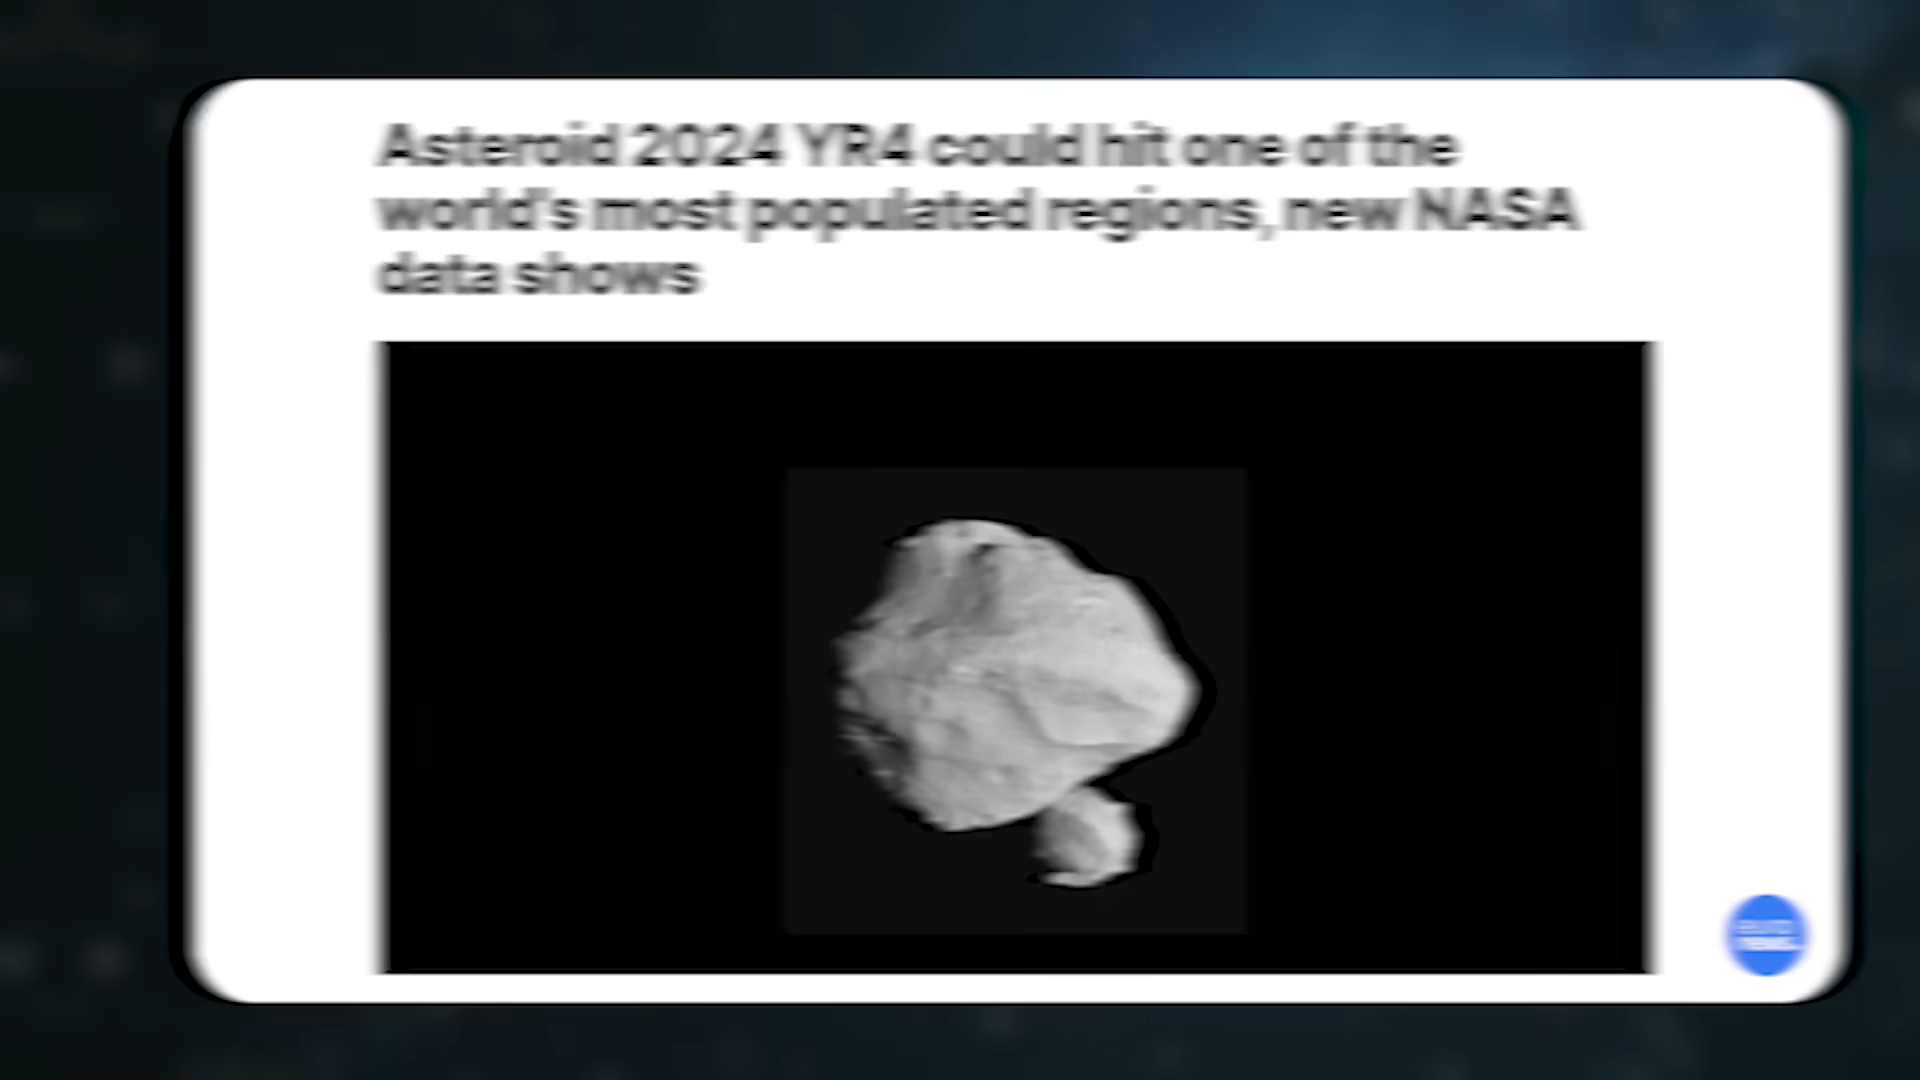 Asteroid 2024 YR4 could hit one of the
world's most populated regions, new NASA
data shows